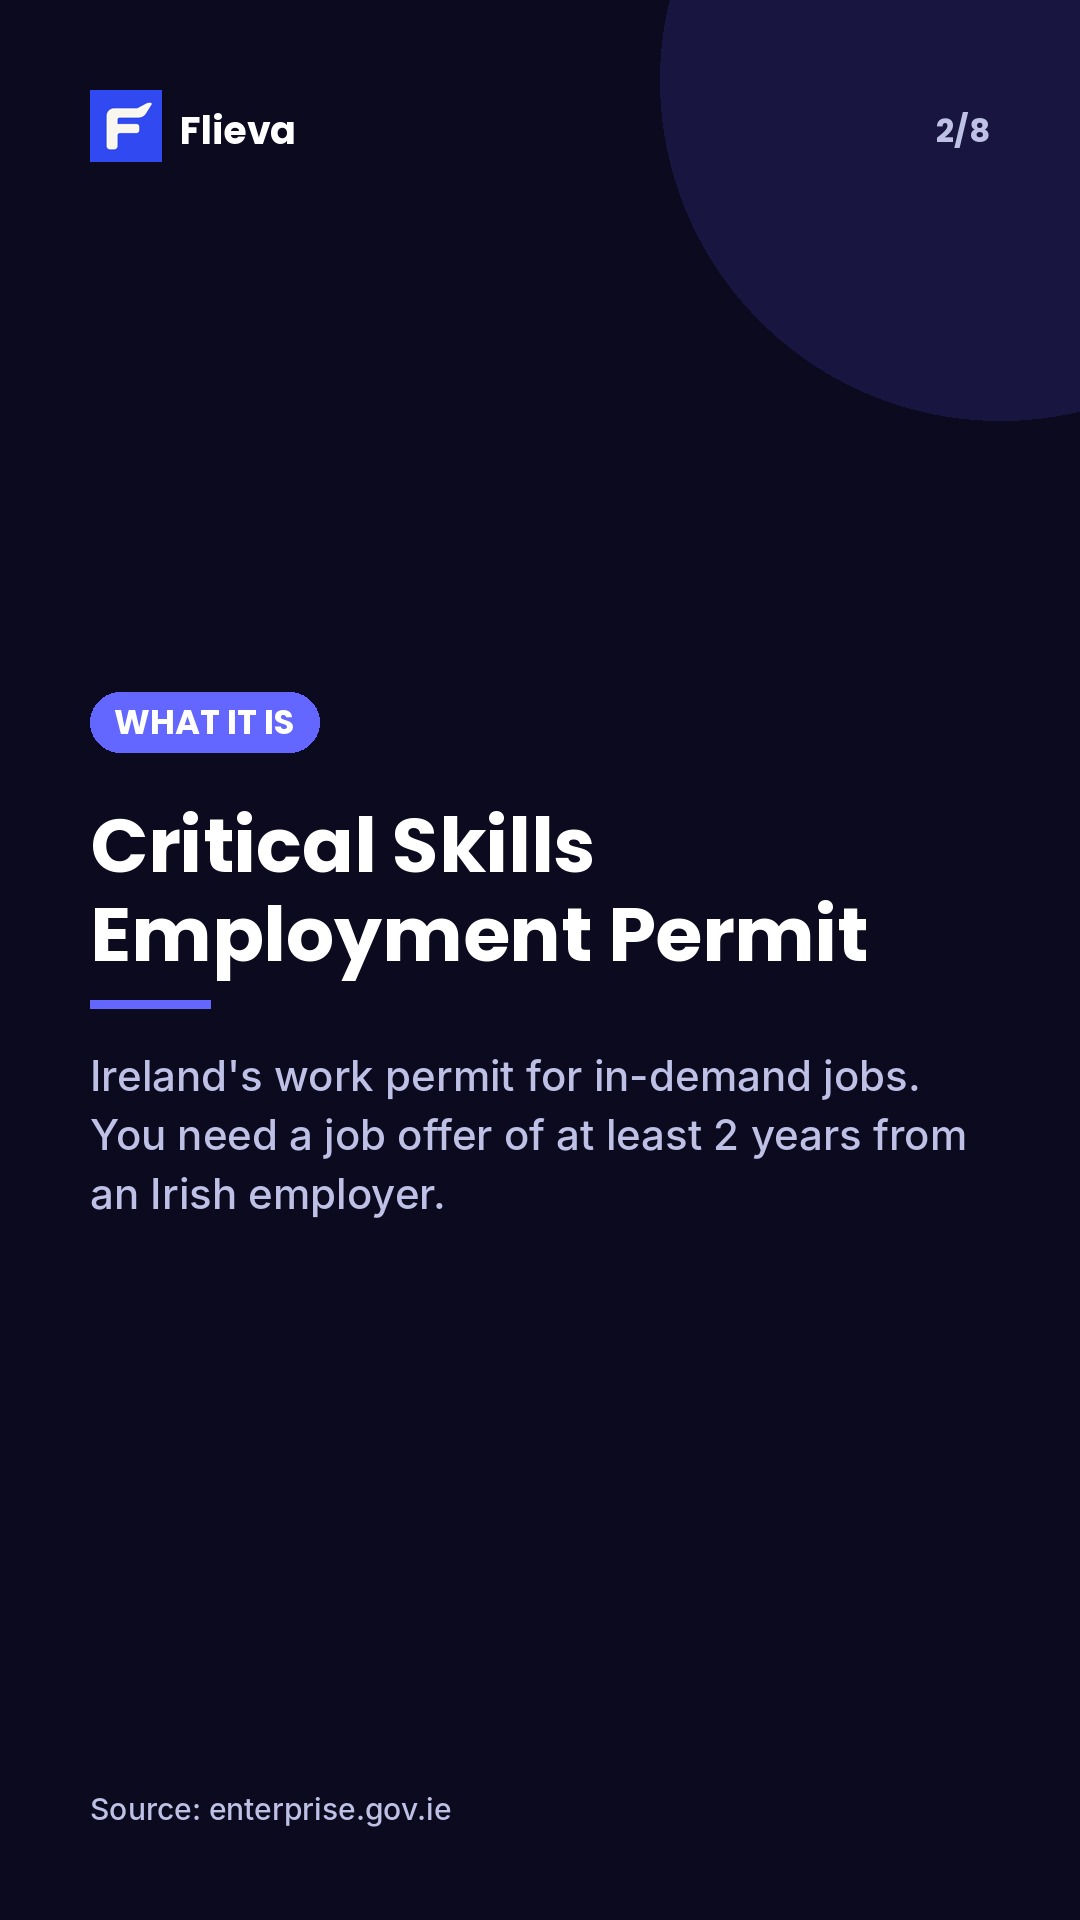 Flieva
2/8
WHAT IT IS
Critical Skills
Employment Permit
Ireland's work permit for in-demand jobs.
You need a job offer of at least 2 years from
an Irish employer.
Source: enterprise.gov.ie